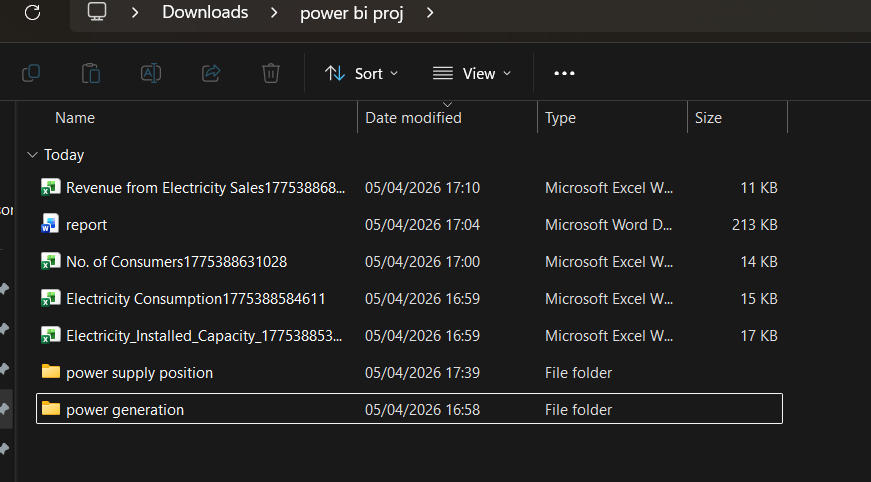 Downloads > power bi proj >
Sort View ...
Name Date modified Type Size
Today
Revenue from Electricity Sales177538868... 05/04/2026 17:10 Microsoft Excel W... 11 KB
report 05/04/2026 17:04 Microsoft Word D... 213 KB
No. of Consumers1775388631028 05/04/2026 17:00 Microsoft Excel W... 14 KB
Electricity Consumption1775388584611 05/04/2026 16:59 Microsoft Excel W... 15 KB
Electricity_Installed_Capacity_177538853... 05/04/2026 16:59 Microsoft Excel W... 17 KB
power supply position 05/04/2026 17:39 File folder
power generation 05/04/2026 16:58 File folder